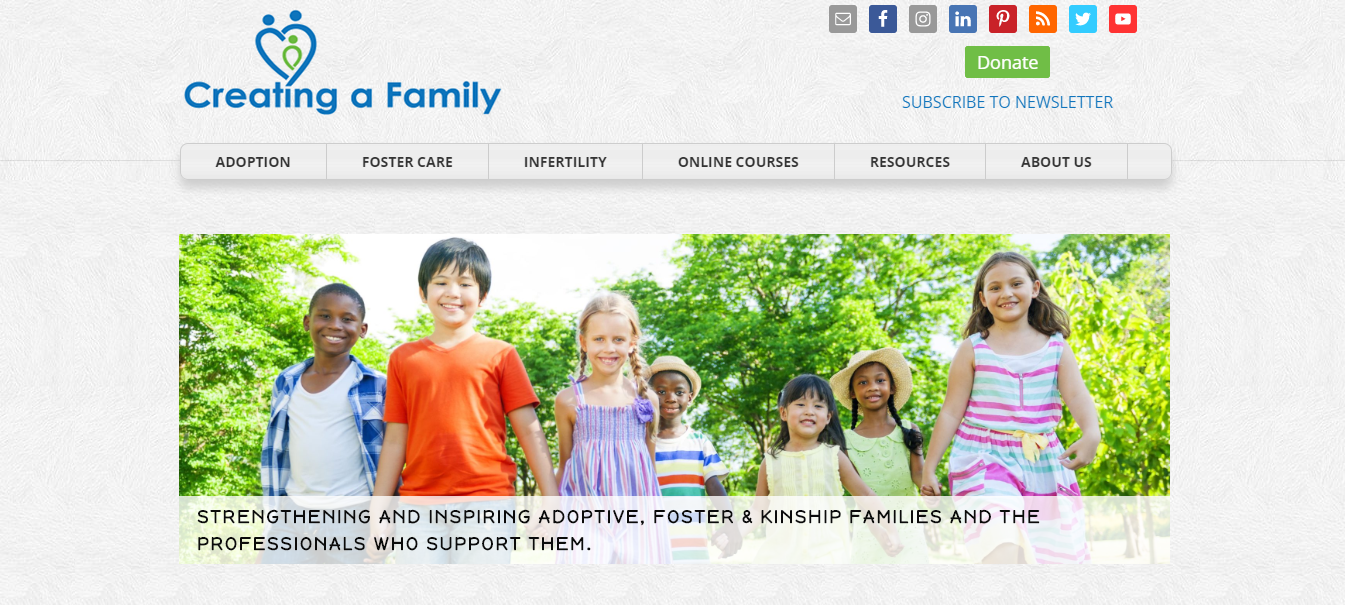 Creating a Family
Donate
SUBSCRIBE TO NEWSLETTER
ADOPTION FOSTER CARE INFERTILITY ONLINE COURSES RESOURCES ABOUT US
STRENGTHENING AND INSPIRING ADOPTIVE, FOSTER & KINSHIP FAMILIES AND THE
PROFESSIONALS WHO SUPPORT THEM.